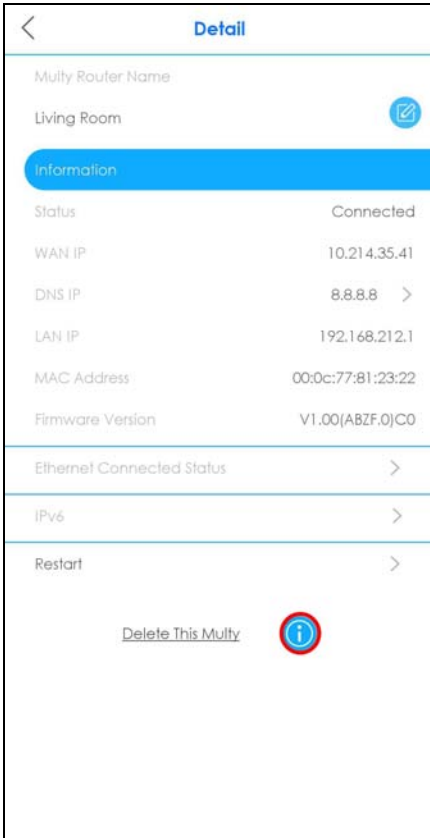 Detail
Multy Router Name
Living Room
Information
Status Connected
WAN IP 10.214.35.41
DNS IP 8.8.8.8
LAN IP 192.168.212.1
MAC Address 00:0c:77:81:23:22
Firmware Version V1.00(ABZF.0)C0
Ethernet Connected Status
IPv6
Restart
Delete This Multy